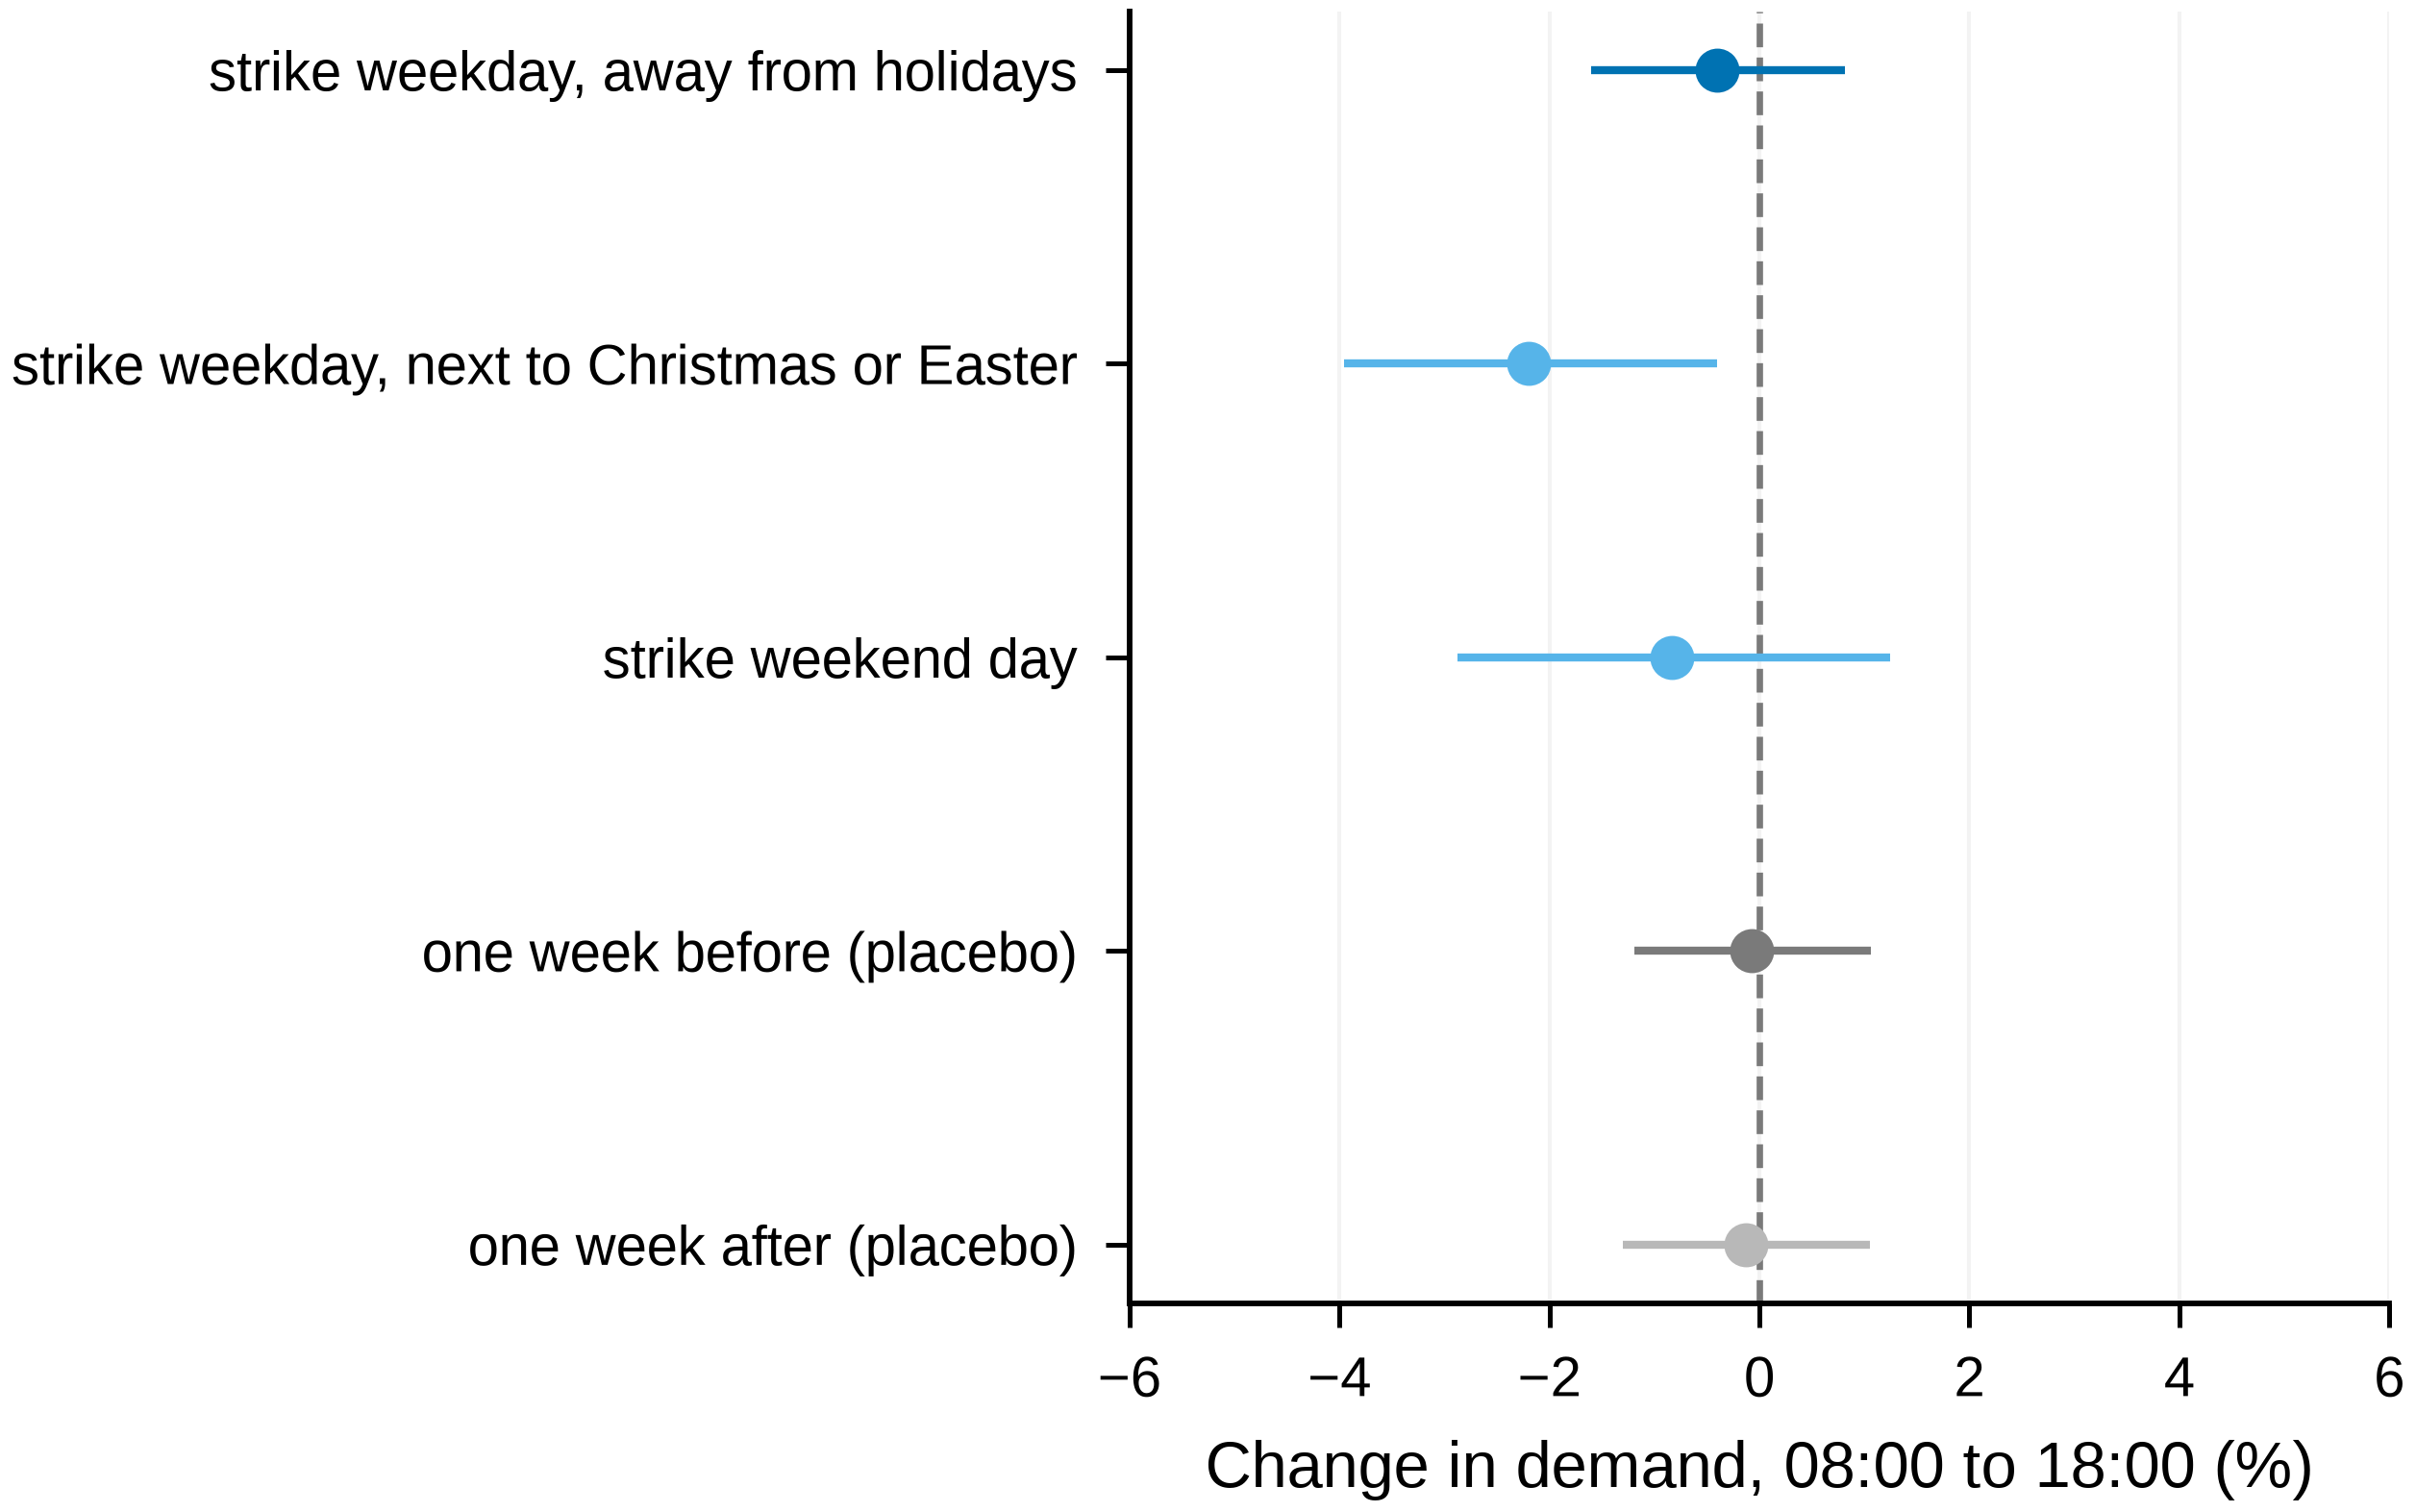 strike weekday, away from holidays
strike weekday, next to Christmas or Easter
strike weekend day
one week before (placebo)
one week after (placebo)
−6 −4 −2 0 2 4 6
Change in demand, 08:00 to 18:00 (%)